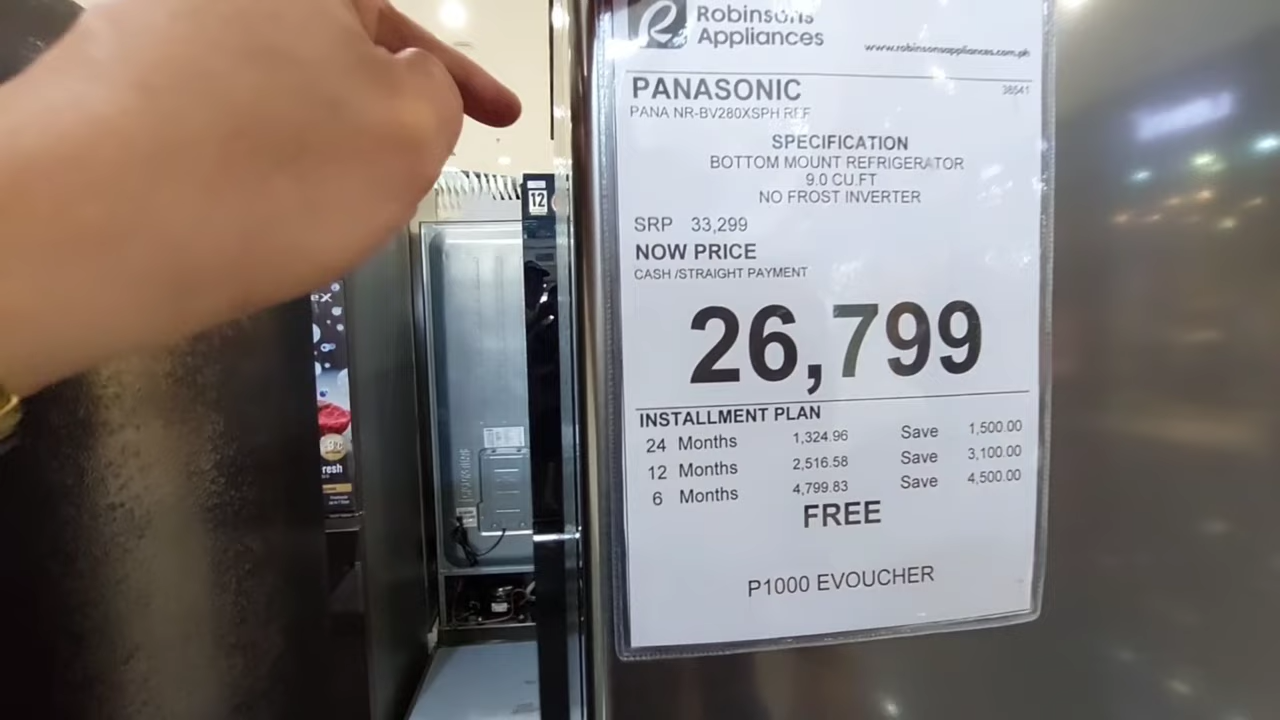 Robinsons
Appliances
www.robinsonsappliances.com.ph
PANASONIC 38541
PANA NR-BV280XSPH REF
SPECIFICATION
BOTTOM MOUNT REFRIGERATOR
9.0 CU.FT
NO FROST INVERTER
SRP 33,299
NOW PRICE
CASH /STRAIGHT PAYMENT
26,799
INSTALLMENT PLAN
24 Months 1,324.96 Save 1,500.00
12 Months 2,516.58 Save 3,100.00
6 Months 4,799.83 Save 4,500.00
FREE
P1000 EVOUCHER
12
ex
resh